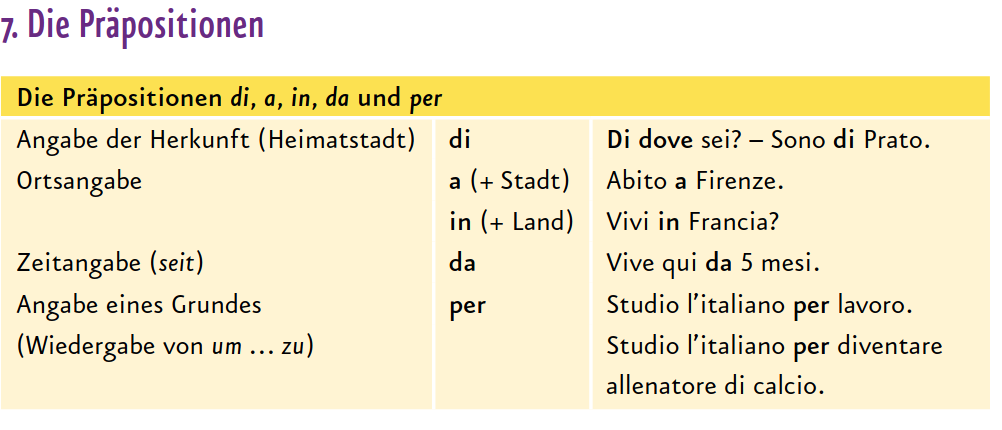 7. Die Präpositionen
Die Präpositionen di, a, in, da und per
Angabe der Herkunft (Heimatstadt) di Di dove sei? – Sono di Prato.
Ortsangabe a (+ Stadt) Abito a Firenze.
in (+ Land) Vivi in Francia?
Zeitangabe (seit) da Vive qui da 5 mesi.
Angabe eines Grundes per Studio l’italiano per lavoro.
(Wiedergabe von um ... zu) Studio l’italiano per diventare
allenatore di calcio.